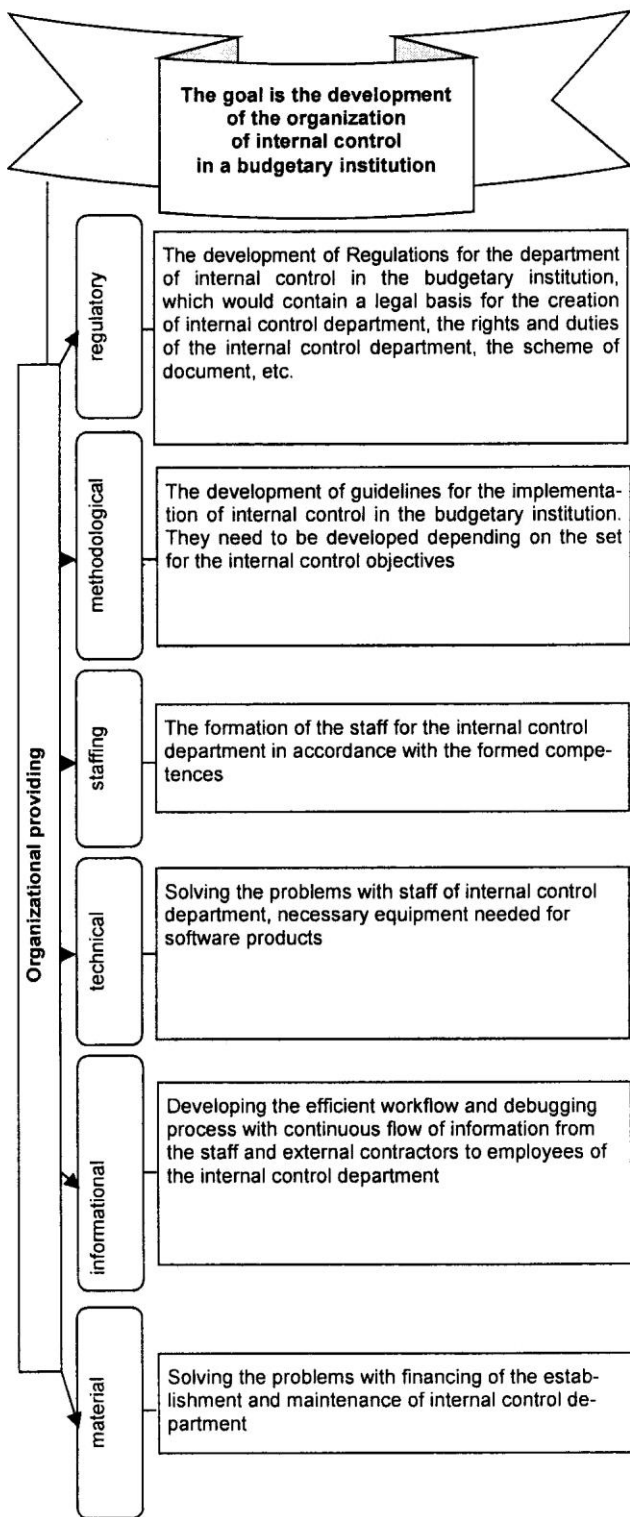 The goal is the development
of the organization
of internal control
in a budgetary institution
Organizational providing
regulatory
The development of Regulations for the department
of internal control in the budgetary institution,
which would contain a legal basis for the creation
of internal control department, the rights and duties
of the internal control department, the scheme of
document, etc.
methodological
The development of guidelines for the implementa-
tion of internal control in the budgetary institution.
They need to be developed depending on the set
for the internal control objectives
staffing
The formation of the staff for the internal control
department in accordance with the formed compe-
tences
technical
Solving the problems with staff of internal control
department, necessary equipment needed for
software products
informational
Developing the efficient workflow and debugging
process with continuous flow of information from
the staff and external contractors to employees of
the internal control department
material
Solving the problems with financing of the estab-
lishment and maintenance of internal control de-
partment